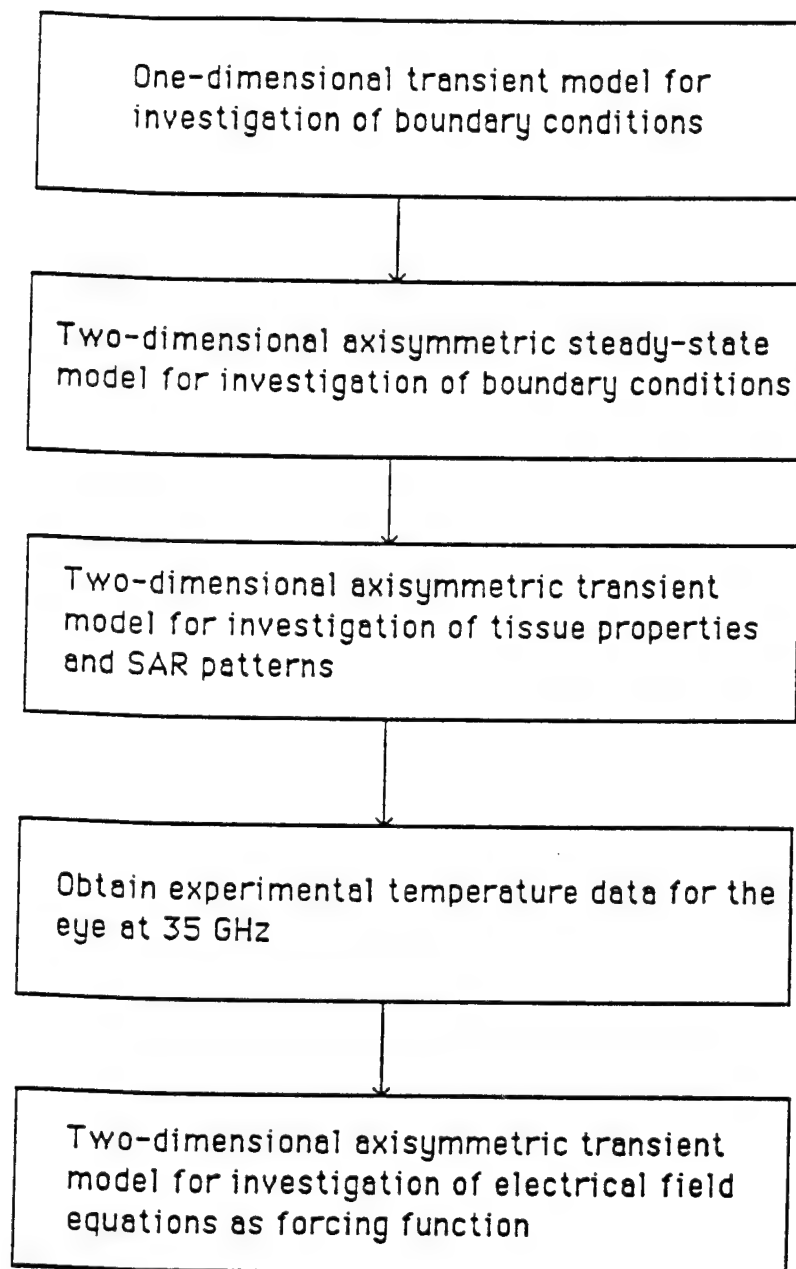 One-dimensional transient model for
investigation of boundary conditions
Two-dimensional axisymmetric steady-state
model for investigation of boundary conditions
Two-dimensional axisymmetric transient
model for investigation of tissue properties
and SAR patterns
Obtain experimental temperature data for the
eye at 35 GHz
Two-dimensional axisymmetric transient
model for investigation of electrical field
equations as forcing function